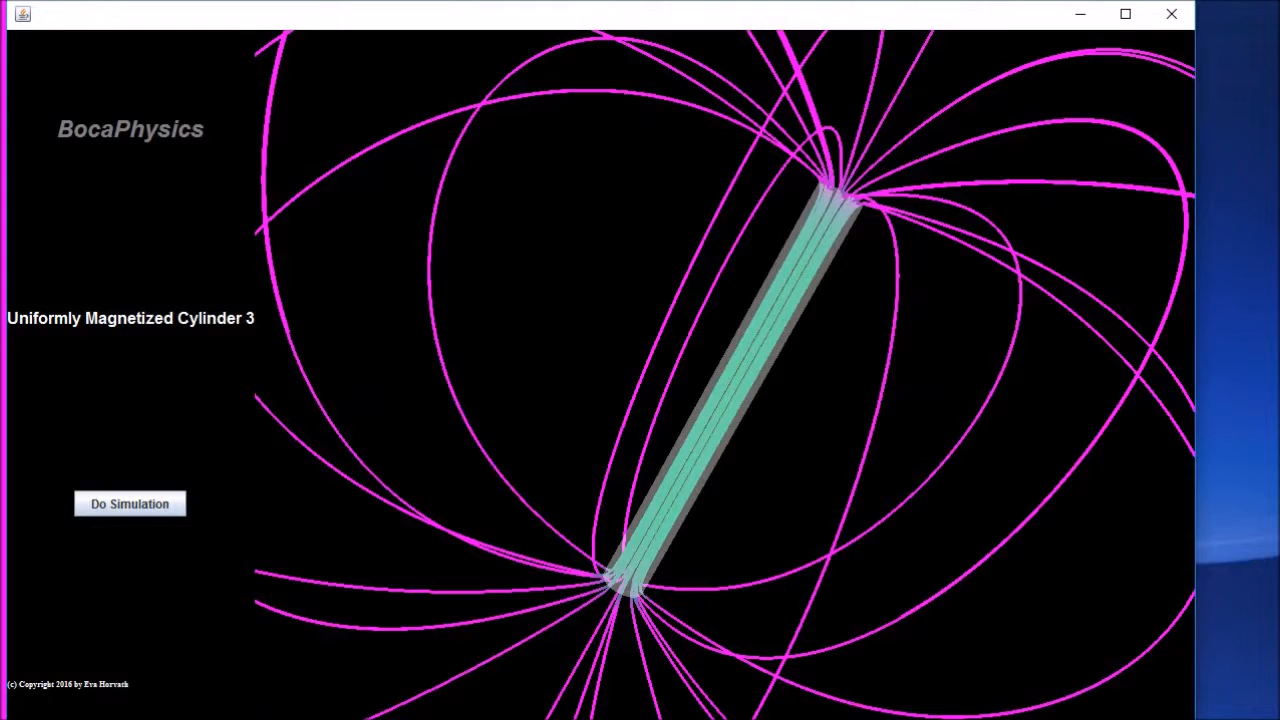 BocaPhysics
Uniformly Magnetized Cylinder 3
Do Simulation
(c) Copyright 2016 by Eva Horvath